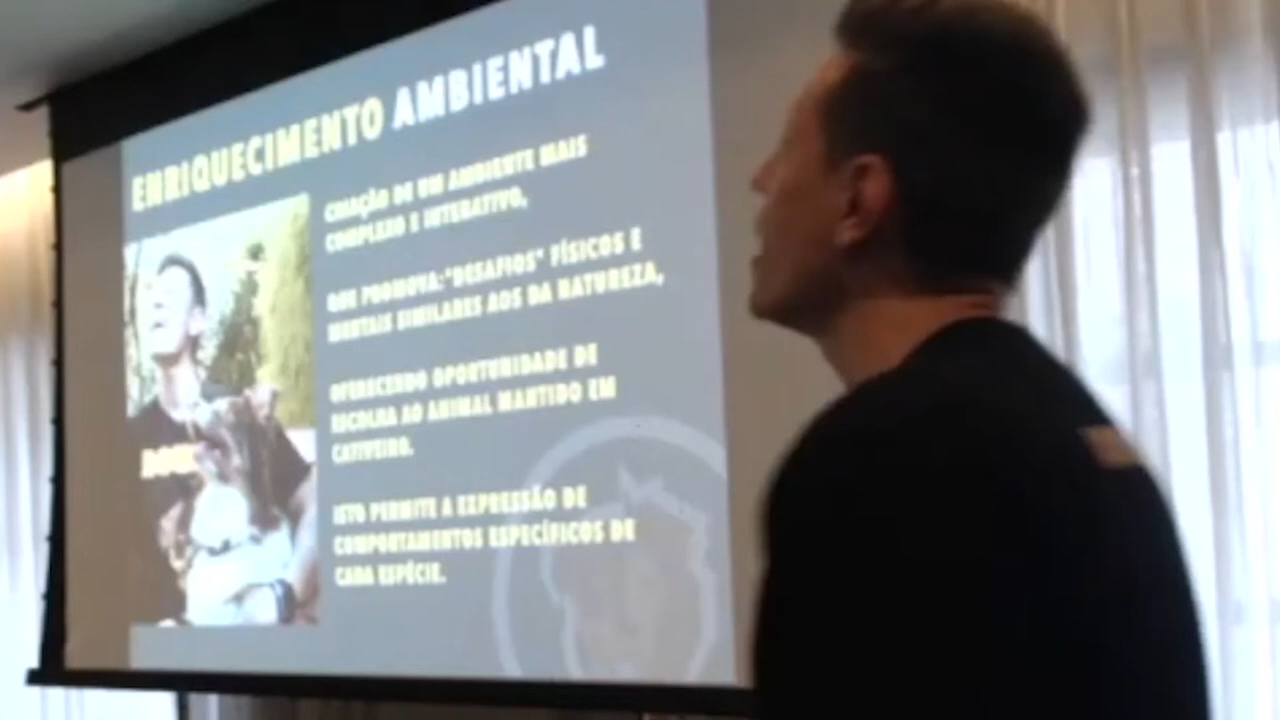 ENRIQUECIMENTO AMBIENTAL
CRIAÇÃO DE UM AMBIENTE MAIS
COMPLEXO E INTERATIVO,
QUE PROMOVA:"DESAFIOS" FÍSICOS E
MENTAIS SIMILARES AOS DA NATUREZA,
OFERECENDO OPORTUNIDADE DE
ESCOLHA AO ANIMAL MANTIDO EM
CATIVEIRO.
ISTO PERMITE A EXPRESSÃO DE
COMPORTAMENTOS ESPECÍFICOS DE
CADA ESPÉCIE.